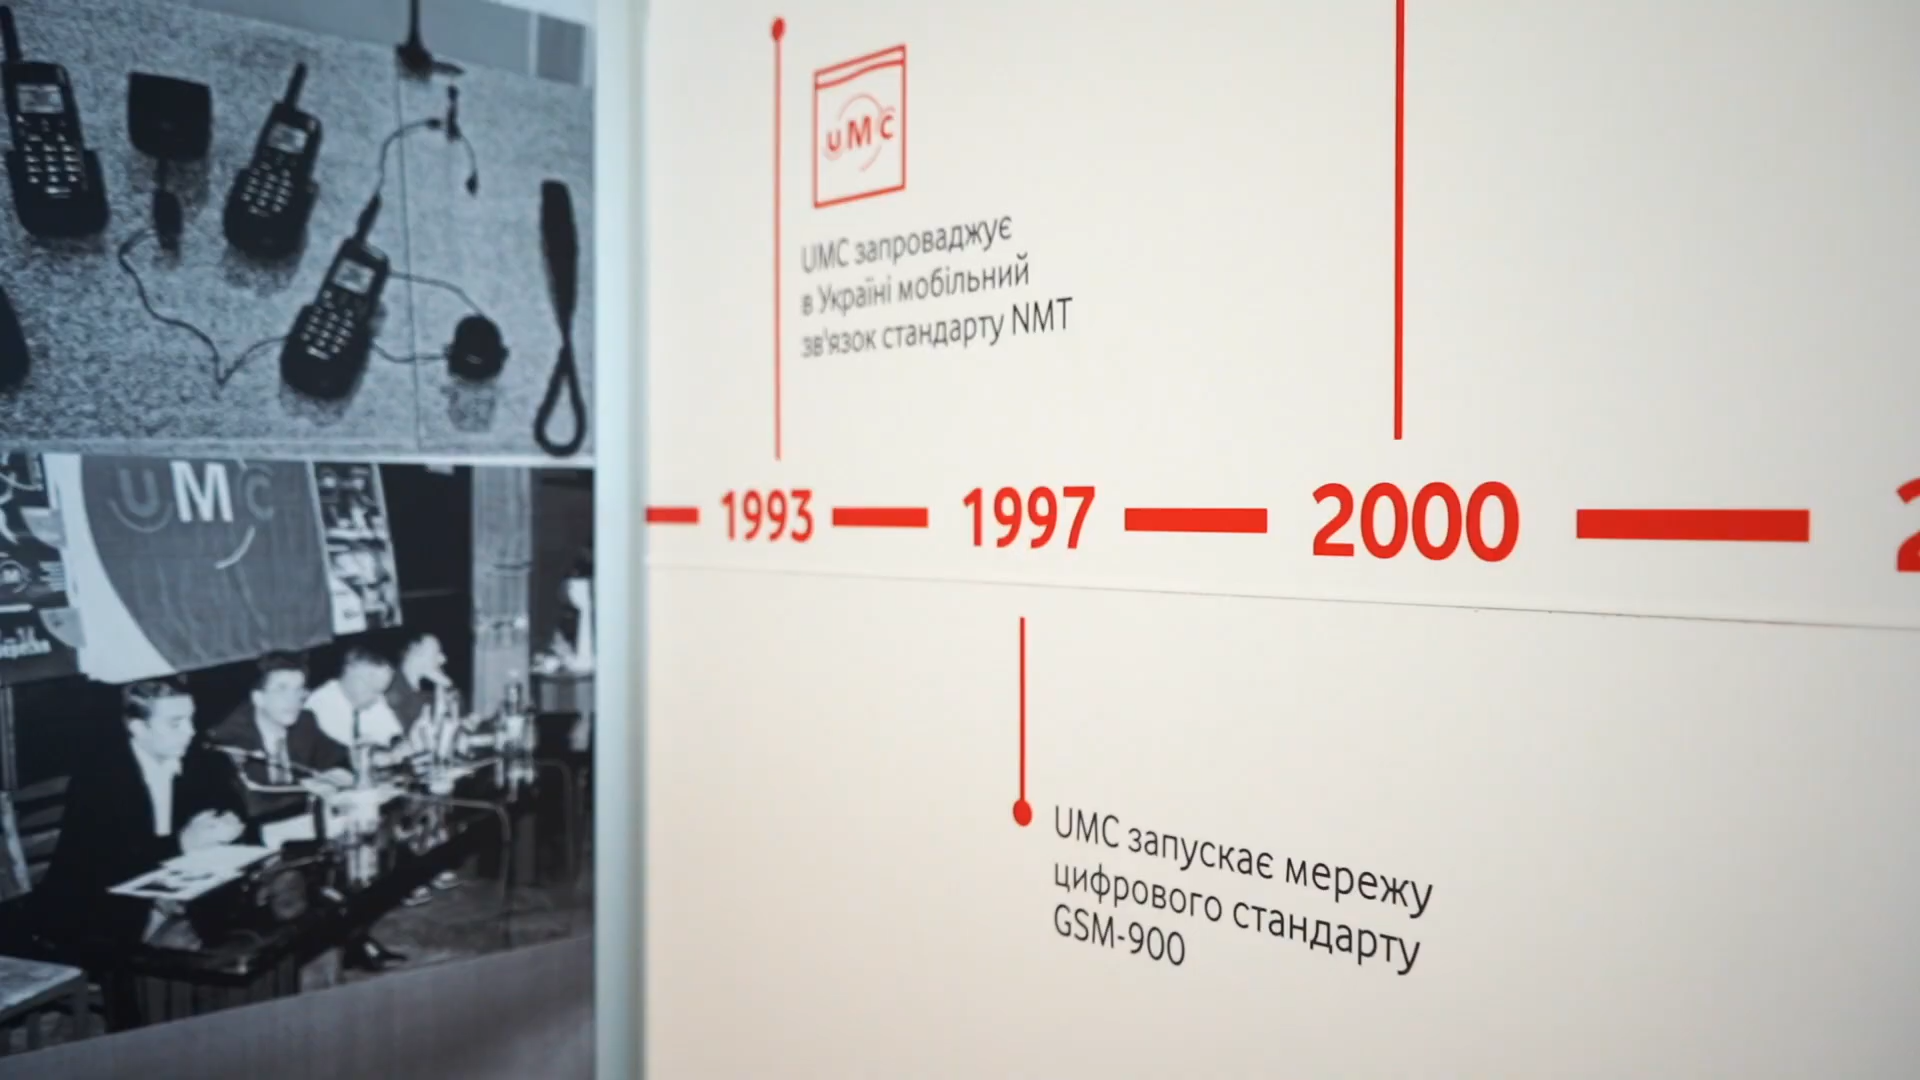 UMC
UMC запроваджує
в Україні мобільний
зв'язок стандарту NMT
UMC
1993
1997
2000
UMC запускає мережу
цифрового стандарту
GSM-900